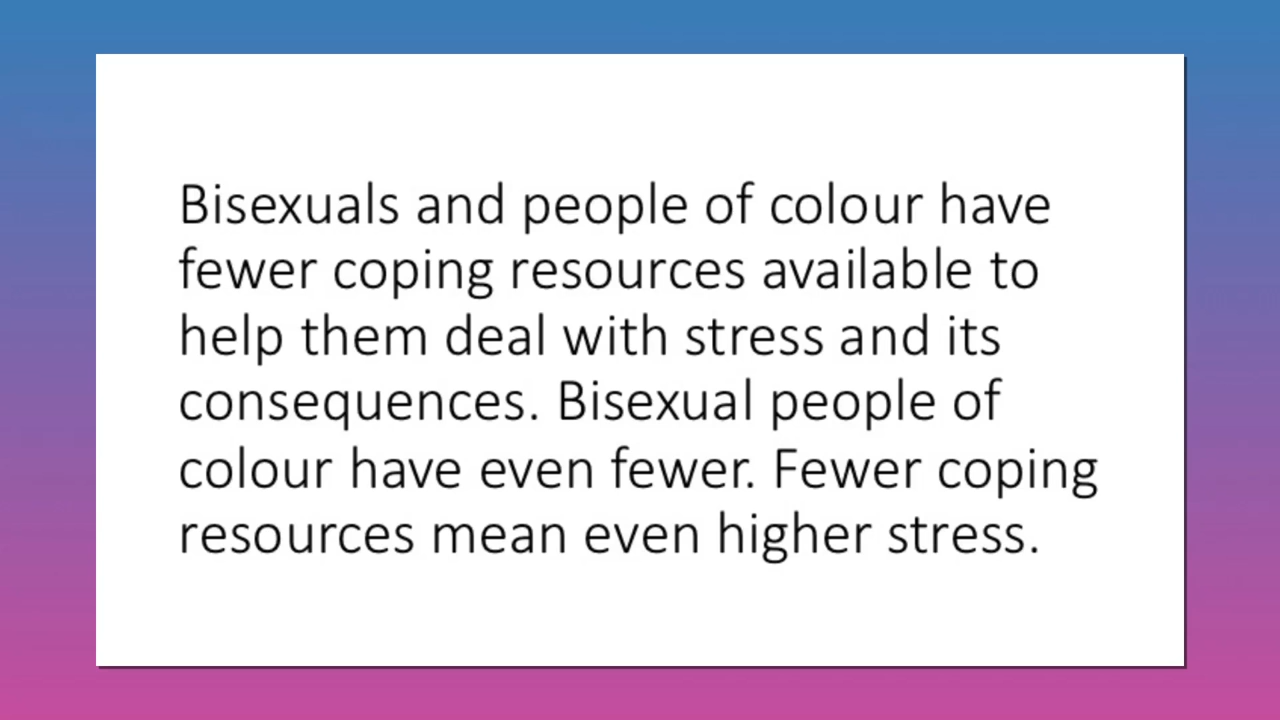 Bisexuals and people of colour have
fewer coping resources available to
help them deal with stress and its
consequences. Bisexual people of
colour have even fewer. Fewer coping
resources mean even higher stress.